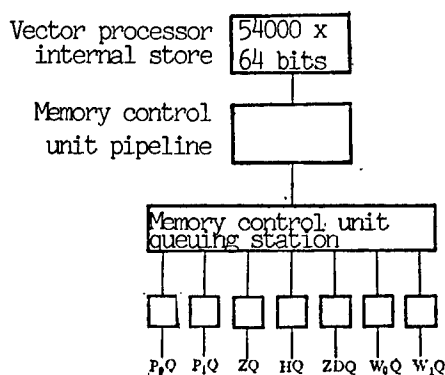 Vector processor
internal store
54000 x
64 bits
Memory control
unit pipeline
Memory control unit
queuing station
P₀Q P₁Q ZQ HQ ZDQ W₀Q W₁Q